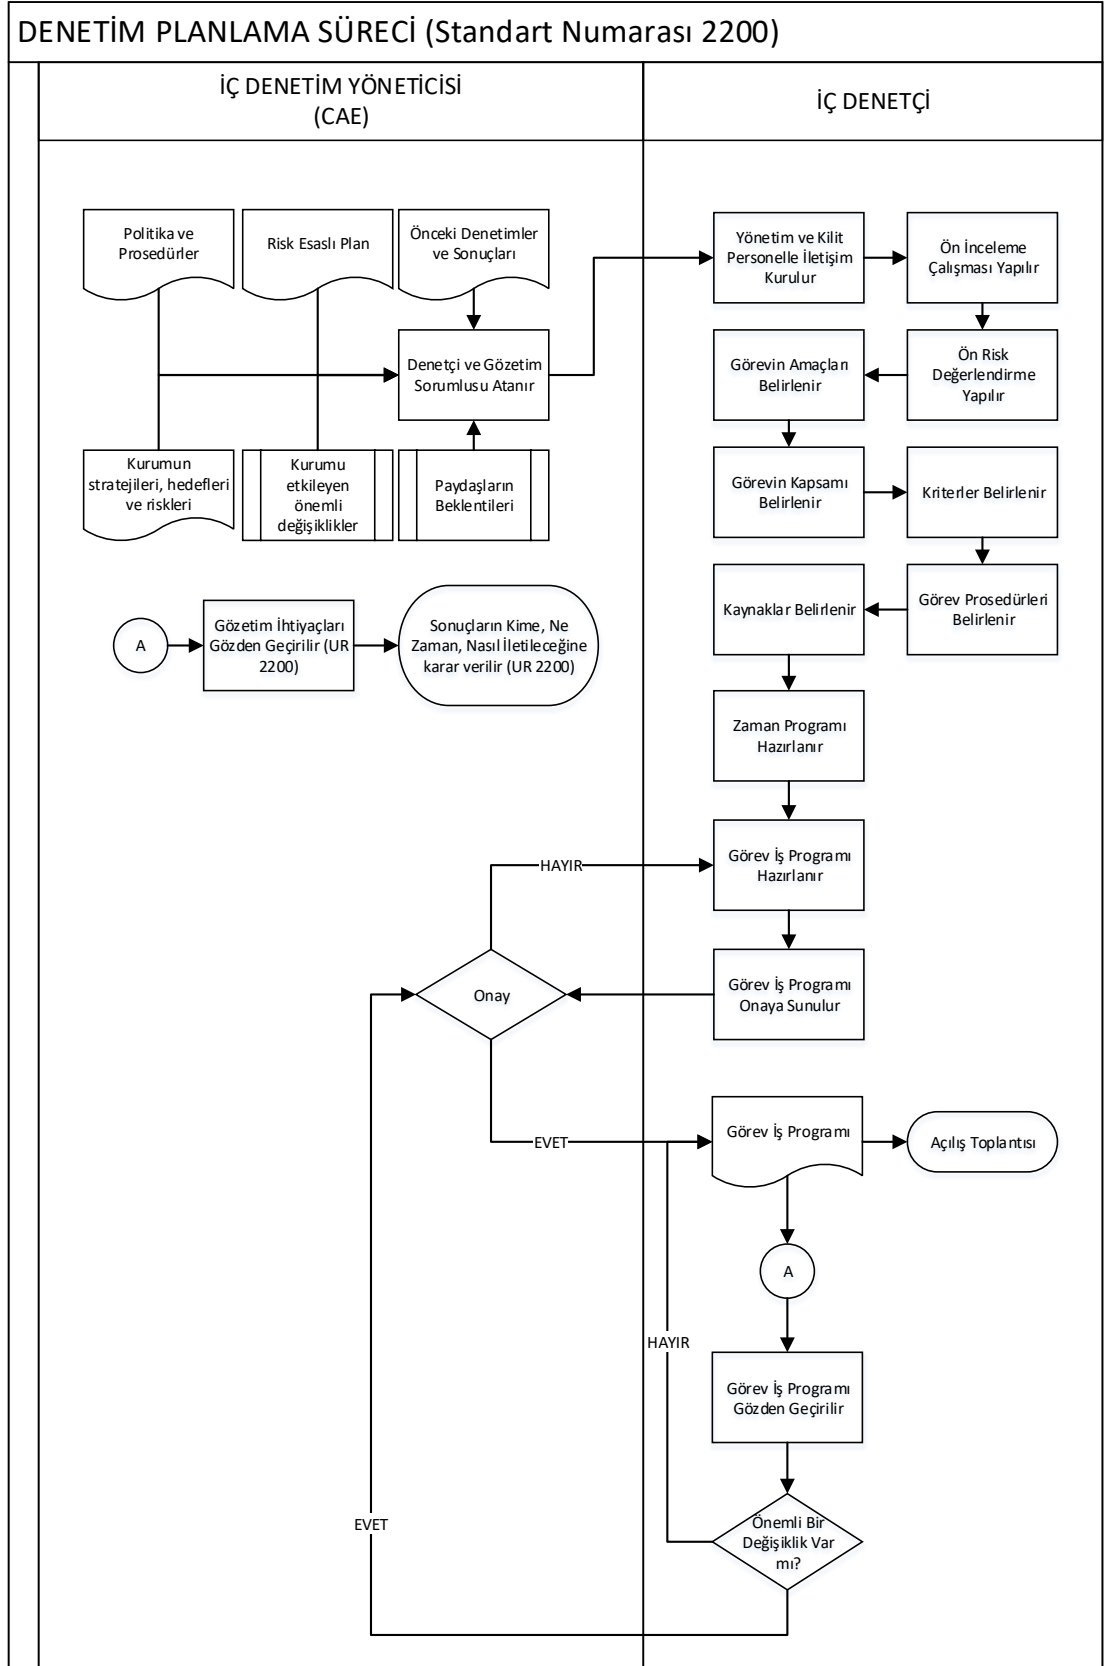 DENETİM PLANLAMA SÜRECİ (Standart Numarası 2200)
İÇ DENETİM YÖNETİCİSİ
(CAE)
İÇ DENETÇİ
Politika ve
Prosedürler
Risk Esaslı Plan
Önceki Denetimler
ve Sonuçları
Yönetim ve Kilit
Personelle İletişim
Kurulur
Ön İnceleme
Çalışması Yapılır
Denetçi ve Gözetim
Sorumlusu Atanır
Görevin Amaçları
Belirlenir
Ön Risk
Değerlendirme
Yapılır
Kurumun
stratejileri, hedefleri
ve riskleri
Kurumu
etkileyen
önemli
değişiklikler
Paydaşların
Beklentileri
Görevin Kapsamı
Belirlenir
Kriterler Belirlenir
A
Gözetim İhtiyaçları
Gözden Geçirilir (UR
2200)
Sonuçların Kime, Ne
Zaman, Nasıl İletileceğine
karar verilir (UR 2200)
Kaynaklar Belirlenir
Görev Prosedürleri
Belirlenir
Zaman Programı
Hazırlanır
HAYIR
Görev İş Programı
Hazırlanır
Onay
Görev İş Programı
Onaya Sunulur
EVET
Görev İş Programı
Açılış Toplantısı
A
HAYIR
Görev İş Programı
Gözden Geçirilir
EVET
Önemli Bir
Değişiklik Var
mı?